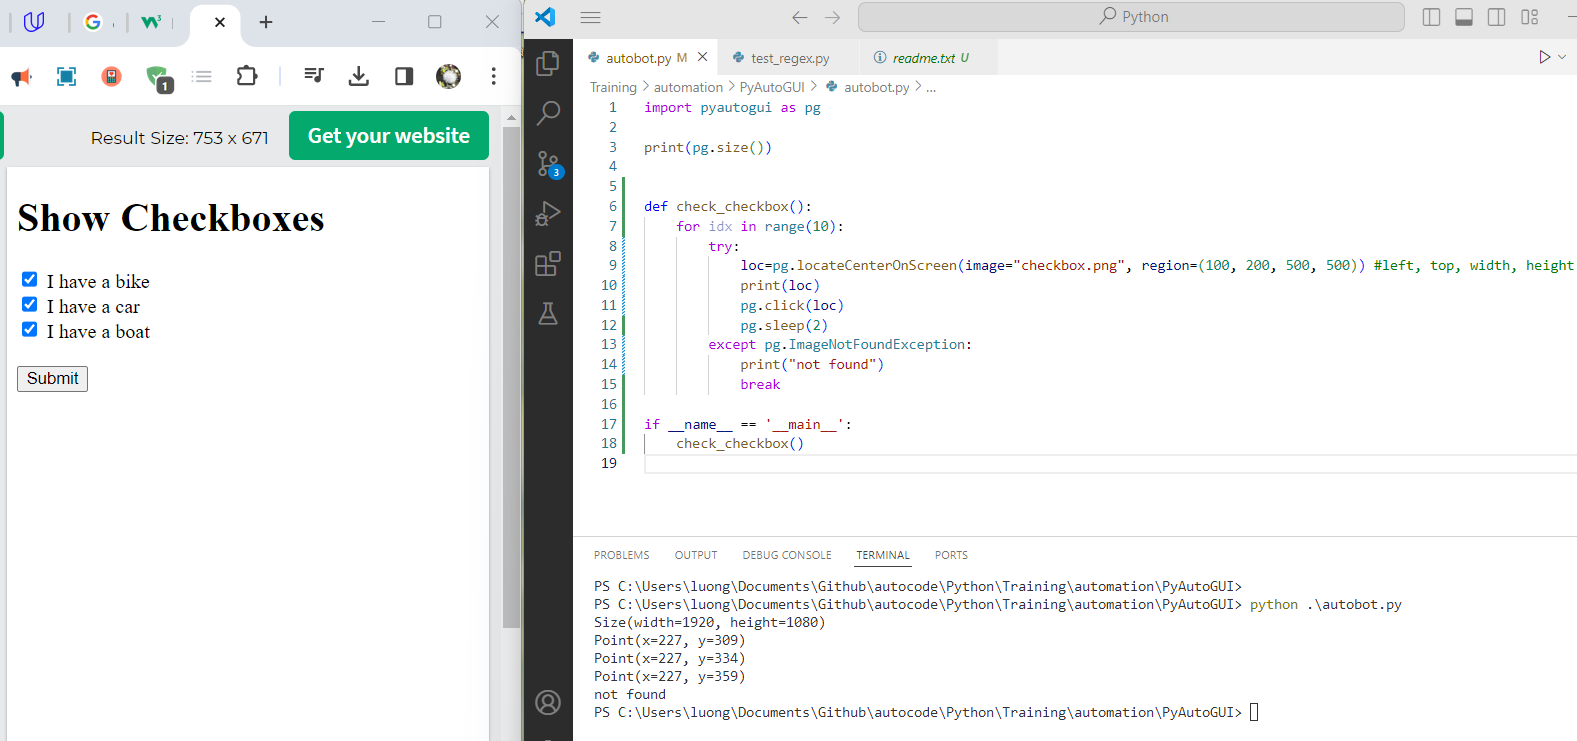 Result Size: 753 x 671
Get your website
Show Checkboxes
I have a bike
I have a car
I have a boat
Submit
1
Python
3
autobot.py M
test_regex.py
readme.txt U
Training > automation > PyAutoGUI > autobot.py > ...
1 import pyautogui as pg
2
3 print(pg.size())
4
5
6 def check_checkbox():
7     for idx in range(10):
8         try:
9             loc=pg.locateCenterOnScreen(image="checkbox.png", region=(100, 200, 500, 500)) #left, top, width, height
10             print(loc)
11             pg.click(loc)
12             pg.sleep(2)
13         except pg.ImageNotFoundException:
14             print("not found")
15             break
16
17 if __name__ == '__main__':
18     check_checkbox()
19
PROBLEMS OUTPUT DEBUG CONSOLE TERMINAL PORTS
PS C:\Users\luong\Documents\Github\autocode\Python\Training\automation\PyAutoGUI>
PS C:\Users\luong\Documents\Github\autocode\Python\Training\automation\PyAutoGUI> python .\autobot.py
Size(width=1920, height=1080)
Point(x=227, y=309)
Point(x=227, y=334)
Point(x=227, y=359)
not found
PS C:\Users\luong\Documents\Github\autocode\Python\Training\automation\PyAutoGUI>